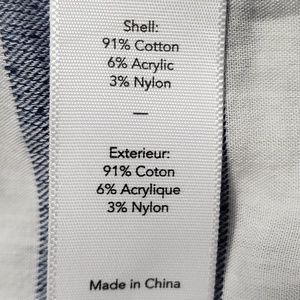 Shell:
91% Cotton
6% Acrylic
3% Nylon
—
Exterieur:
91% Coton
6% Acrylique
3% Nylon
Made in China